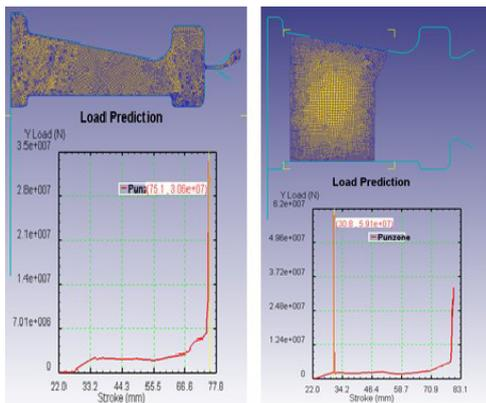 Load Prediction
Y Load (N)
3.5e+007
2.8e+007
2.1e+007
1.4e+007
7.01e+006
0
(75.1 , 3.06e+07)
22.0 33.2 44.3 55.5 66.6 77.8
Stroke (mm)
Load Prediction
Y Load (N)
6.2e+007
4.96e+007
3.72e+007
2.48e+007
1.24e+007
0
(30.8 , 5.91e+07)
Punzone
22.0 34.2 46.4 58.7 70.9 83.1
Stroke (mm)